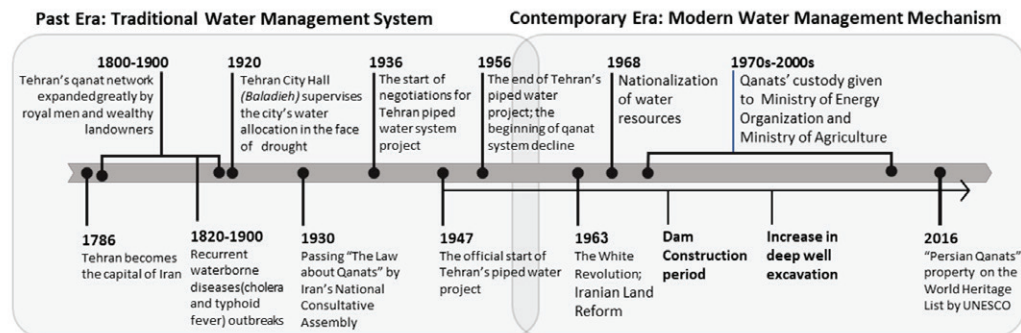 Past Era: Traditional Water Management System
Contemporary Era: Modern Water Management Mechanism
1800-1900
Tehran's qanat network
expanded greatly by
royal men and wealthy
landowners
1920
Tehran City Hall
(Baladieh) supervises
the city's water
allocation in the face
of drought
1936
The start of
negotiations for
Tehran piped
water system
project
1956
The end of Tehran's
piped water
project; the
beginning of qanat
system decline
1968
Nationalization
of water
resources
1970s-2000s
Qanats' custody given
to Ministry of Energy
Organization and
Ministry of Agriculture
1786
Tehran becomes
the capital of Iran
1820-1900
Recurrent
waterborne
diseases(cholera
and typhoid
fever) outbreaks
1930
Passing "The Law
about Qanats" by
Iran's National
Consultative
Assembly
1947
The official start of
Tehran's piped water
project
1963
The White
Revolution;
Iranian Land
Reform
Dam
Construction
period
Increase in
deep well
excavation
2016
"Persian Qanats"
property on the
World Heritage
List by UNESCO